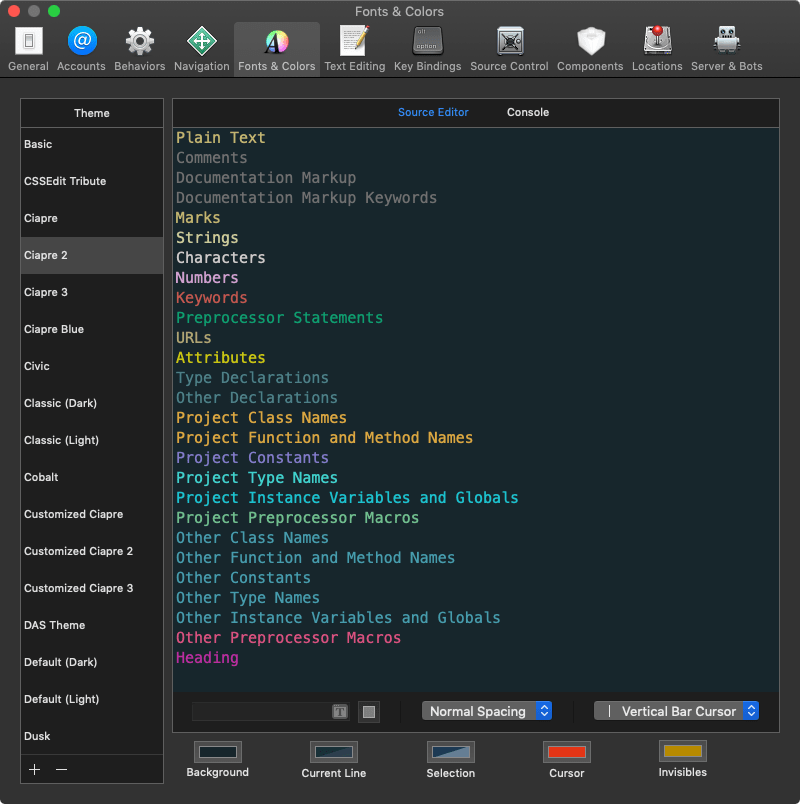 Fonts & Colors
General Accounts Behaviors Navigation Fonts & Colors Text Editing Key Bindings Source Control Components Locations Server & Bots
Theme
Basic
CSSEdit Tribute
Ciapre
Ciapre 2
Ciapre 3
Ciapre Blue
Civic
Classic (Dark)
Classic (Light)
Cobalt
Customized Ciapre
Customized Ciapre 2
Customized Ciapre 3
DAS Theme
Default (Dark)
Default (Light)
Dusk
Source Editor Console
Plain Text
Comments
Documentation Markup
Documentation Markup Keywords
Marks
Strings
Characters
Numbers
Keywords
Preprocessor Statements
URLs
Attributes
Type Declarations
Other Declarations
Project Class Names
Project Function and Method Names
Project Constants
Project Type Names
Project Instance Variables and Globals
Project Preprocessor Macros
Other Class Names
Other Function and Method Names
Other Constants
Other Type Names
Other Instance Variables and Globals
Other Preprocessor Macros
Heading
Normal Spacing Vertical Bar Cursor
Background Current Line Selection Cursor Invisibles